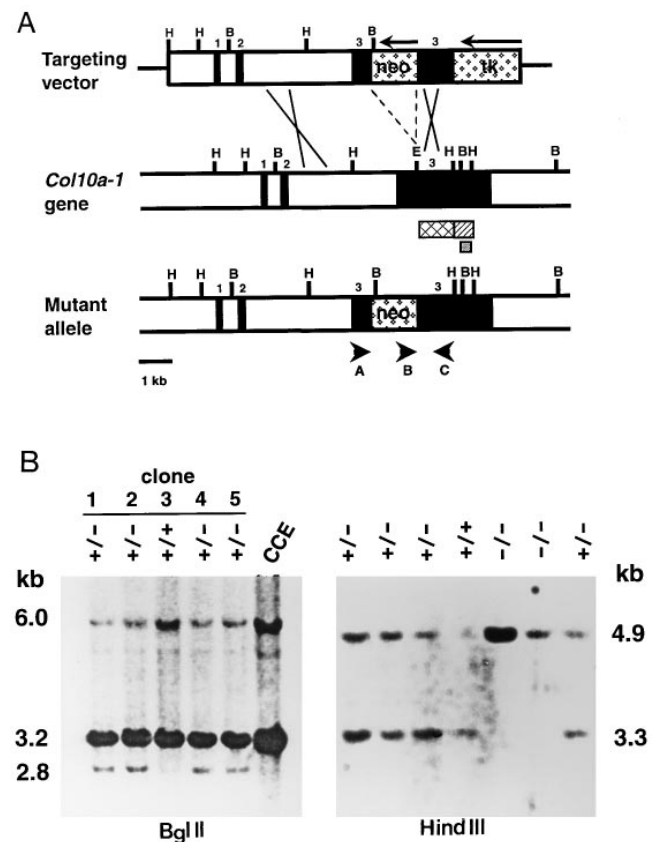 A
H H B H 3 B 3
1 2
Targeting vector
neo tk
H H B H E H B H B
1 2 3
Col10a-1 gene
H H B H B H B H B
1 2 3 3
Mutant allele
neo
1 kb
A B C
B
clone
1 2 3 4 5
+/- +/- +/+ +/- +/- CCE
+/- +/- +/- +/+ -/- -/- +/-
kb
kb
6.0
4.9
3.2
3.3
2.8
Bgl II
Hind III